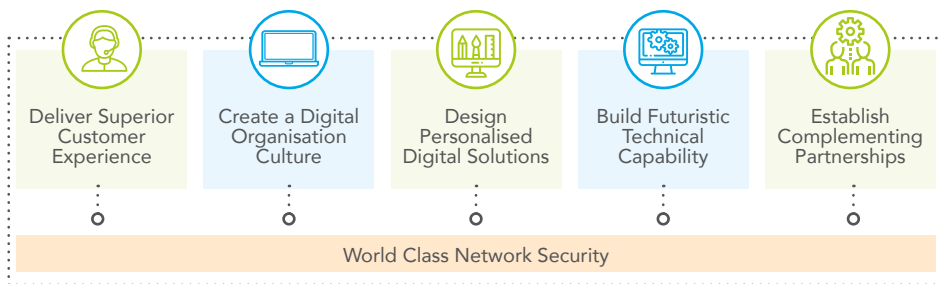 Deliver Superior
Customer
Experience
Create a Digital
Organisation
Culture
Design
Personalised
Digital Solutions
Build Futuristic
Technical
Capability
Establish
Complementing
Partnerships
World Class Network Security